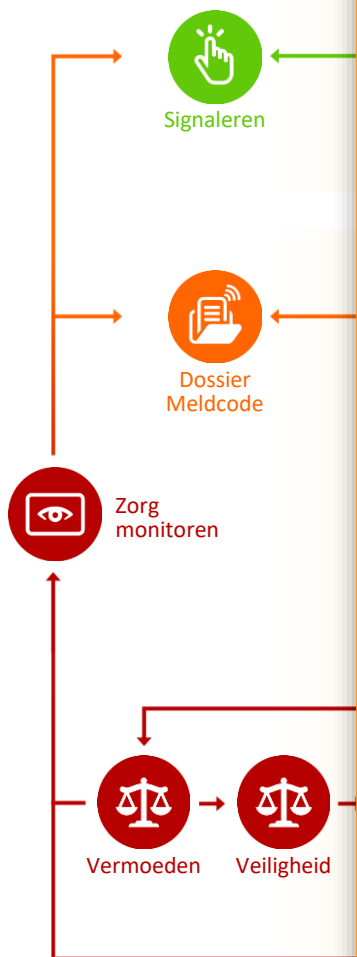 Signaleren
Dossier
Meldcode
Zorg
monitoren
Vermoeden
Veiligheid